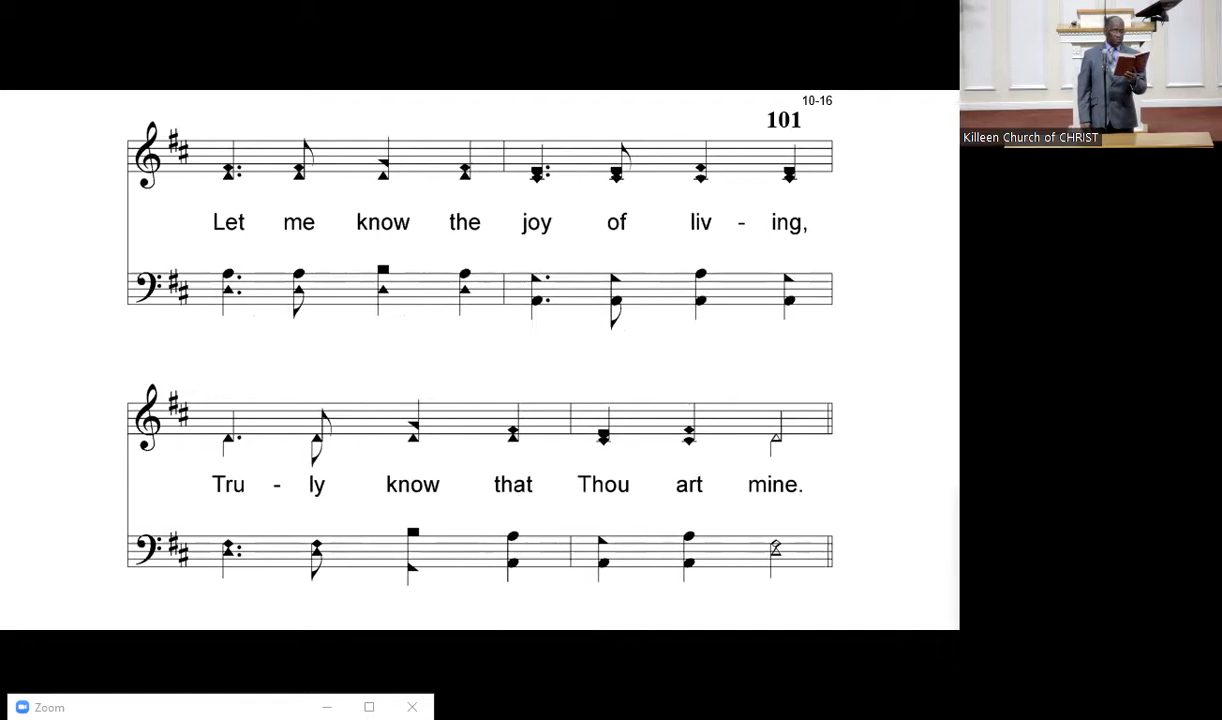 10-16
101
Let me know the joy of liv - ing,
Tru - ly know that Thou art mine.
Killeen Church of CHRIST
Zoom